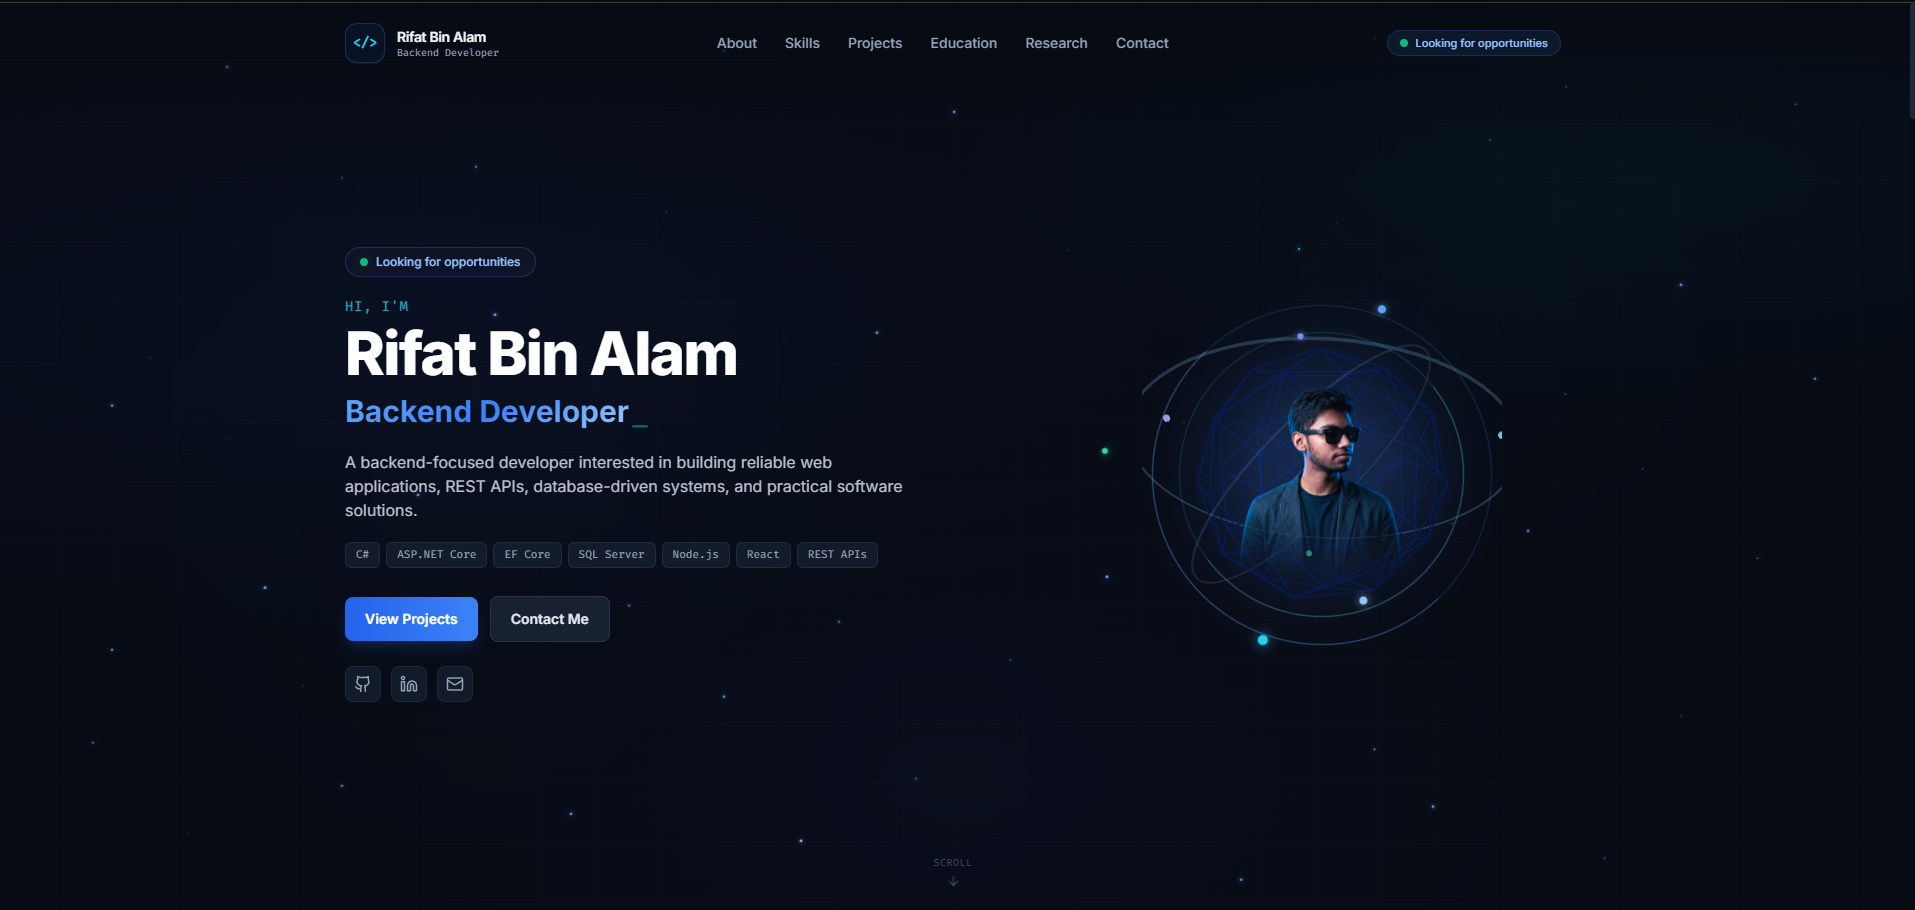 </>
Rifat Bin Alam
Backend Developer
About Skills Projects Education Research Contact
Looking for opportunities
Looking for opportunities
HI, I'M
Rifat Bin Alam
Backend Developer_
A backend-focused developer interested in building reliable web
applications, REST APIs, database-driven systems, and practical software
solutions.
C# ASP.NET Core EF Core SQL Server Node.js React REST APIs
View Projects Contact Me
in
SCROLL